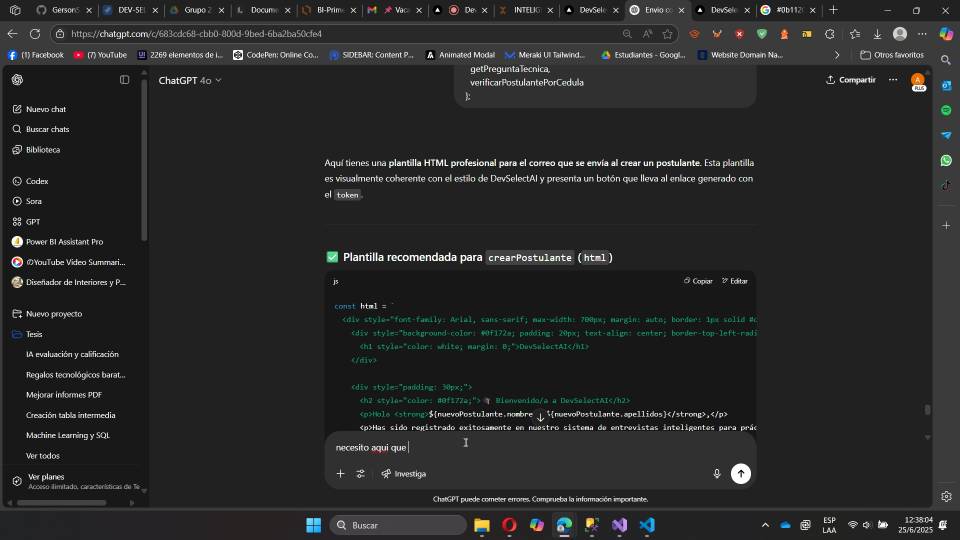 GersonS
DEV-SEL
Grupo 2
Docume
BI-Prime
Vaca
De
INTELIG
DevSele
Envio co
DevSele
#0b112
https://chatgpt.com/c/683cdc68-cbb0-800d-9bed-6ba2ba50cfe4
(1) Facebook
(7) YouTube
2269 elementos de i...
CodePen: Online Co...
SIDEBAR: Content P...
Animated Modal
Meraki UI Tailwind...
Estudiantes - Googl...
Website Domain Na...
Otros favoritos
ChatGPT 4o
Compartir
PLUS
Nuevo chat
Buscar chats
Biblioteca
Codex
Sora
GPT
Power BI Assistant Pro
YouTube Video Summari...
Diseñador de Interiores y P...
Nuevo proyecto
Tesis
IA evaluación y calificación
Regalos tecnológicos barat...
Mejorar informes PDF
Creación tabla intermedia
Machine Learning y SQL
Ver todos
Ver planes
Acceso ilimitado, características de Te
getPreguntaTecnica,
verificarPostulantePorCedula
};
Aquí tienes una plantilla HTML profesional para el correo que se envía al crear un postulante. Esta plantilla
es visualmente coherente con el estilo de DevSelectAI y presenta un botón que lleva al enlace generado con
el token.
✅ Plantilla recomendada para crearPostulante (html)
js
Copiar
Editar
const html = `
<div style="font-family: Arial, sans-serif; max-width: 700px; margin: auto; border: 1px solid #
<div style="background-color: #0f172a; padding: 20px; text-align: center; border-top-left-radi
<h1 style="color: white; margin: 0;">DevSelectAI</h1>
</div>
<div style="padding: 30px;">
<h2 style="color: #0f172a;"> Bienvenido/a a DevSelectAI</h2>
<p>Hola <strong>${nuevoPostulante.nombre {nuevoPostulante.apellidos}</strong>,</p>
<p>Has sido registrado exitosamente en nuestro sistema de entrevistas inteligentes para prác
necesito aqui que
Investiga
ChatGPT puede cometer errores. Comprueba la información importante.
Buscar
ESP
LAA
12:38:04
25/6/2025